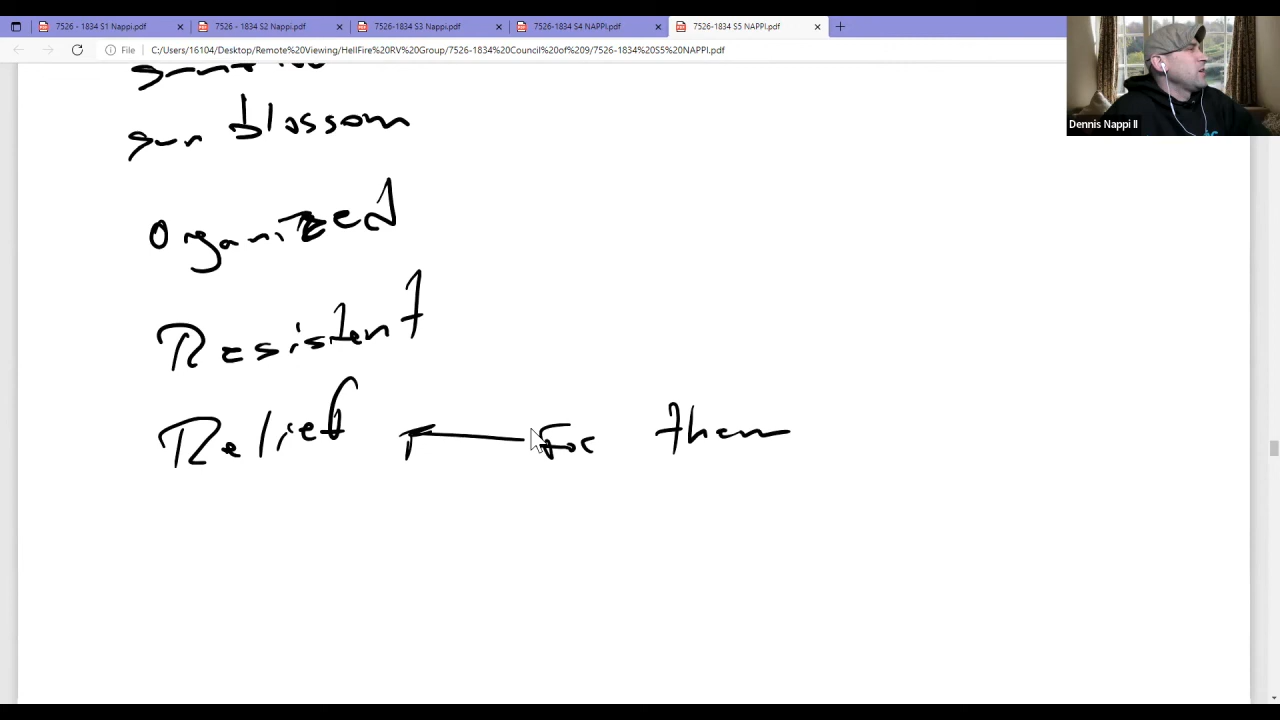 7526 - 1834 S1 Nappi.pdf
7526 - 1834 S2 Nappi.pdf
7526-1834 S3 Nappi.pdf
7526-1834 S4 NAPPI.pdf
7526-1834 S5 NAPPI.pdf
File
C:/Users/16104/Desktop/Remote%20Viewing/HellFire%20RV%20Group/7526-1834%20Council%20of%209/7526-1834%20S5%20NAPPI.pdf
Dennis Nappi II
blossom
Organized
Resistent
Relief For them